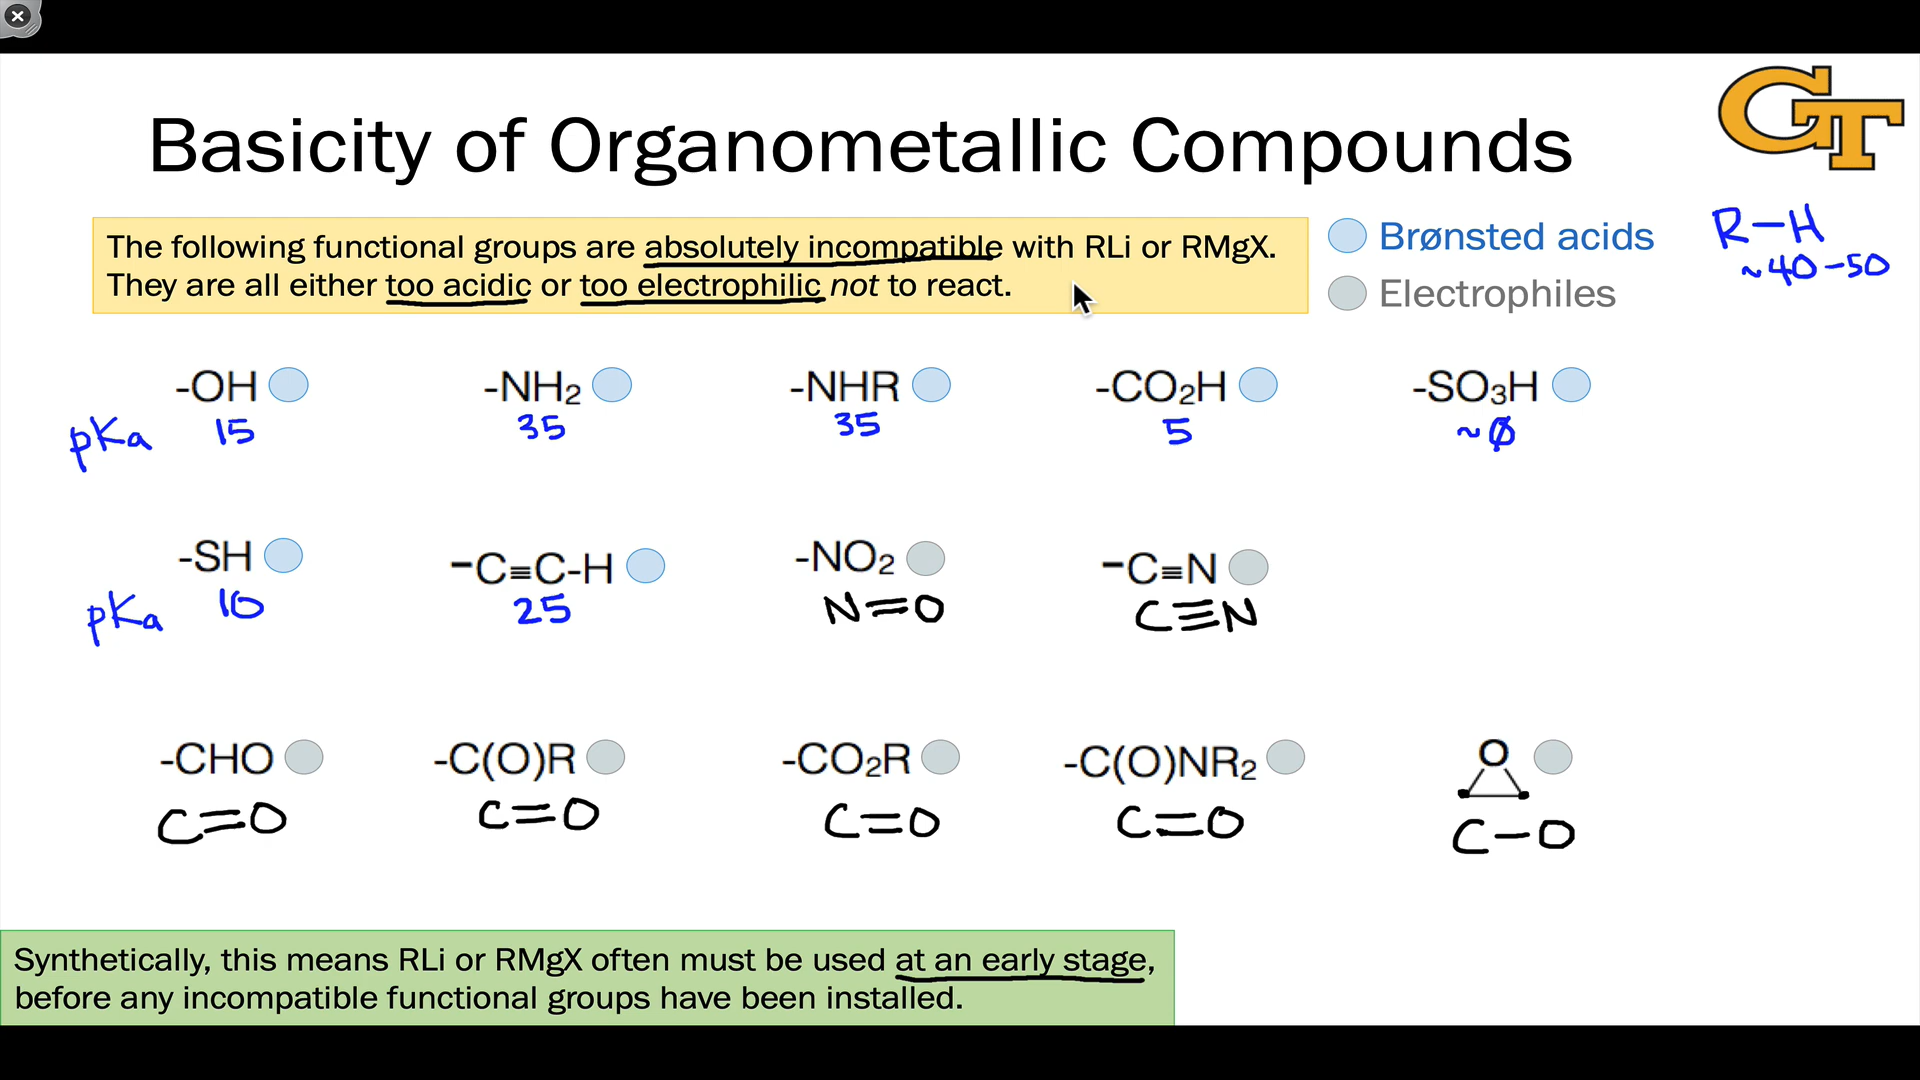 GT
Basicity of Organometallic Compounds
The following functional groups are absolutely incompatible with RLi or RMgX.
They are all either too acidic or too electrophilic not to react.
Brønsted acids
Electrophiles
R-H
~40-50
-OH
-NH₂
-NHR
-CO₂H
-SO₃H
pKa 15 35 35 5 ~Ø
-SH
-C≡C-H
-NO₂
-C≡N
pKa 10 25 N=O C≡N
-CHO
-C(O)R
-CO₂R
-C(O)NR₂
O
C=O C=O C=O C=O C-O
Synthetically, this means RLi or RMgX often must be used at an early stage,
before any incompatible functional groups have been installed.